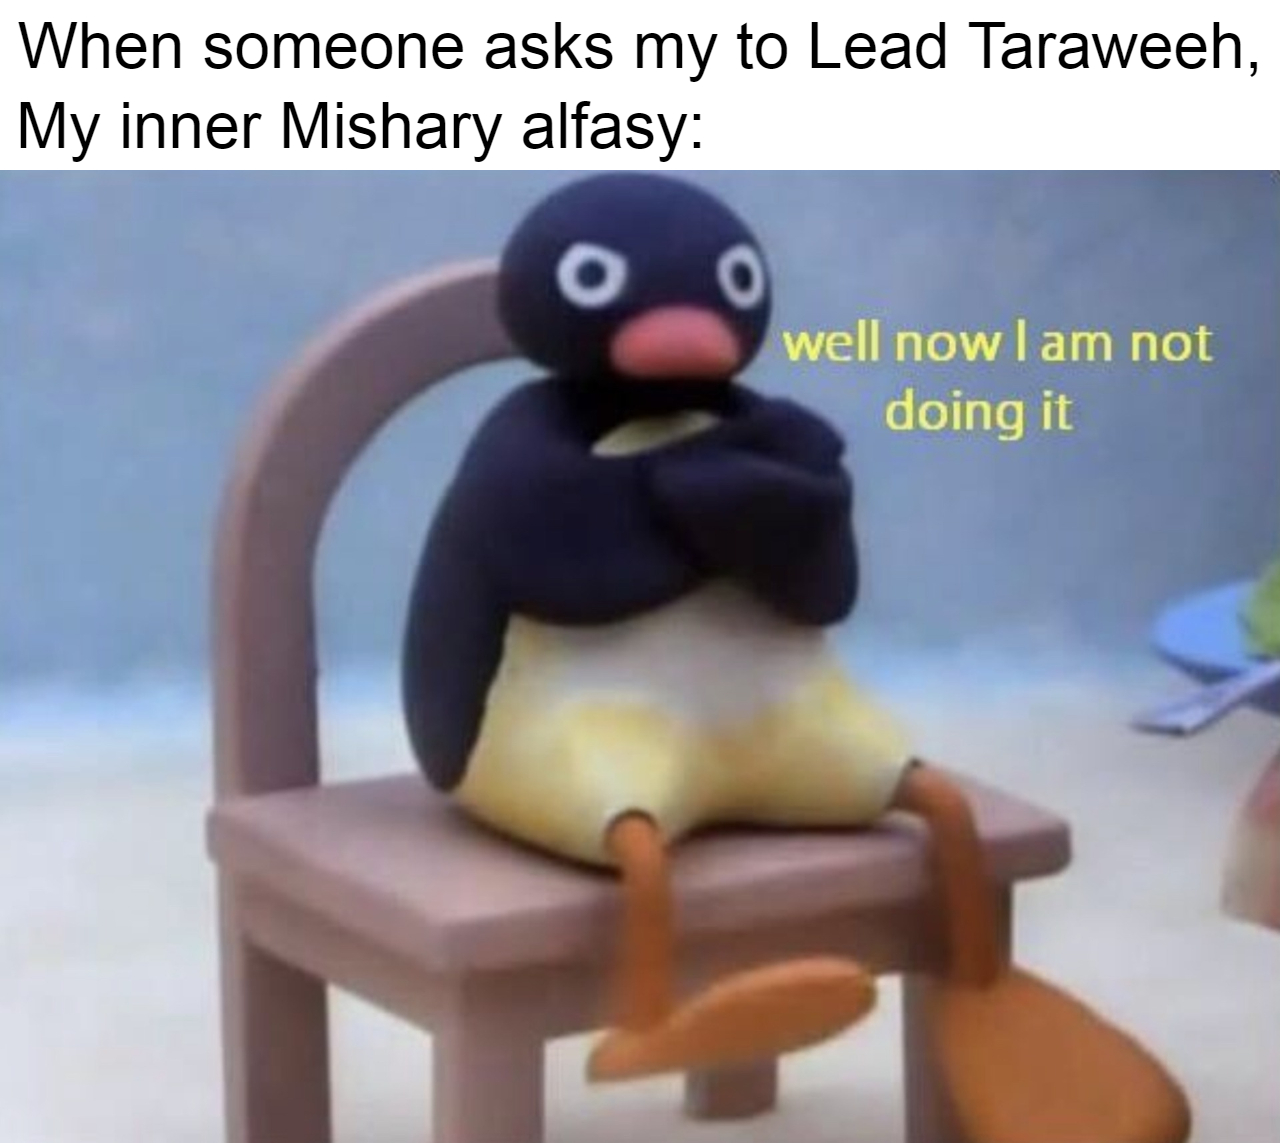 When someone asks my to Lead Taraweeh,
My inner Mishary alfasy:
well now I am not
doing it